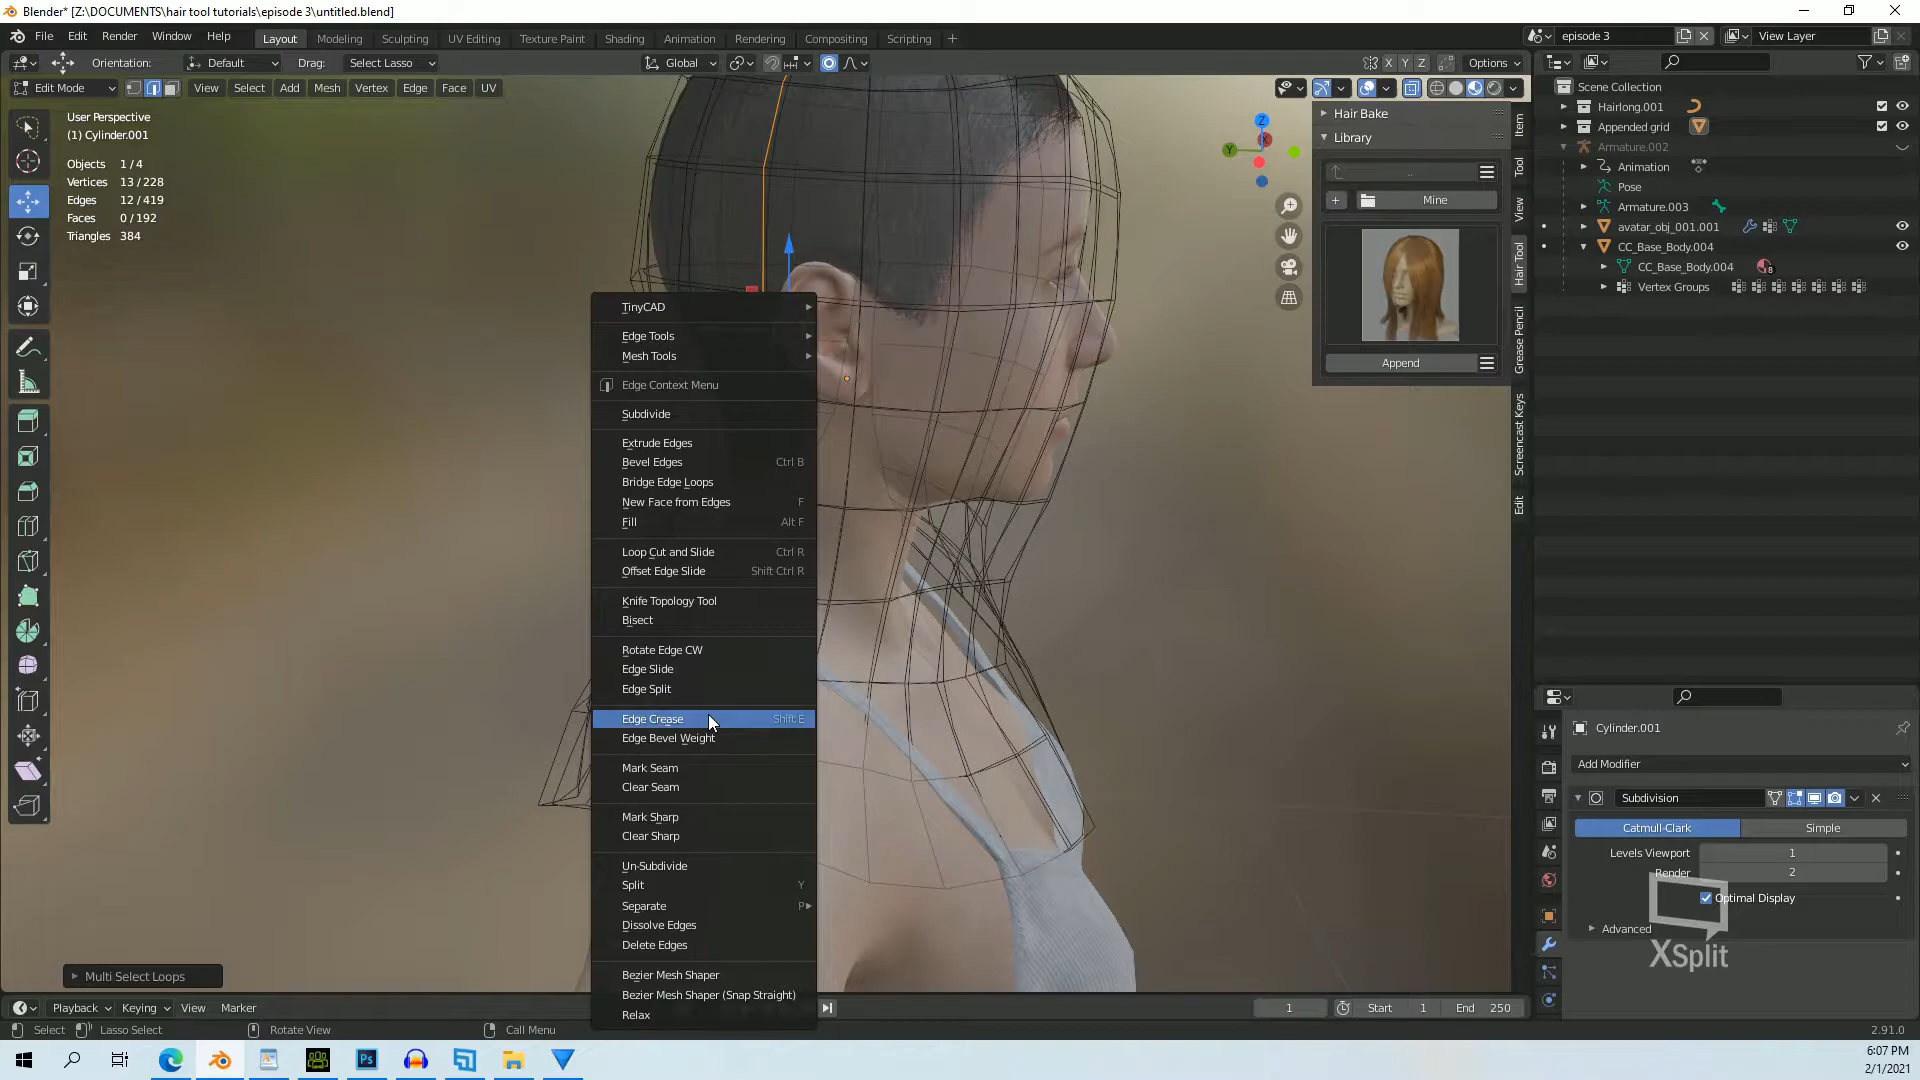 Blender* [Z:\DOCUMENTS\hair tool tutorials\episode 3\untitled.blend]
File Edit Render Window Help Layout Modeling Sculpting UV Editing Texture Paint Shading Animation Rendering Compositing Scripting + episode 3 View Layer
Orientation: Default Drag: Select Lasso Global X Y Z Options
Edit Mode View Select Add Mesh Vertex Edge Face UV
User Perspective
(1) Cylinder.001
Objects 1 / 4
Vertices 13 / 228
Edges 12 / 419
Faces 0 / 192
Triangles 384
TinyCAD
Edge Tools
Mesh Tools
Edge Context Menu
Subdivide
Extrude Edges
Bevel Edges Ctrl B
Bridge Edge Loops
New Face from Edges F
Fill Alt F
Loop Cut and Slide Ctrl R
Offset Edge Slide Shift Ctrl R
Knife Topology Tool
Bisect
Rotate Edge CW
Edge Slide
Edge Split
Edge Crease Shift E
Edge Bevel Weight
Mark Seam
Clear Seam
Mark Sharp
Clear Sharp
Un-Subdivide
Split Y
Separate P
Dissolve Edges
Delete Edges
Bezier Mesh Shaper
Bezier Mesh Shaper (Snap Straight)
Relax
Z
Y
Hair Bake
Library
..
+ Mine
Append
Item
Tool
View
Hair Tool
Grease Pencil
Screencast Keys
Edit
Scene Collection
Hairlong.001
Appended grid
Armature.002
Animation
Pose
Armature.003
avatar_obj_001.001
CC_Base_Body.004
CC_Base_Body.004 8
Vertex Groups
Cylinder.001
Add Modifier
Subdivision
Catmull-Clark Simple
Levels Viewport 1
Render 2
Optimal Display
Advanced
XSplit
Multi Select Loops
Playback Keying View Marker 1 Start 1 End 250
Select Lasso Select Rotate View Call Menu 2.91.0
Ps
6:07 PM
2/1/2021